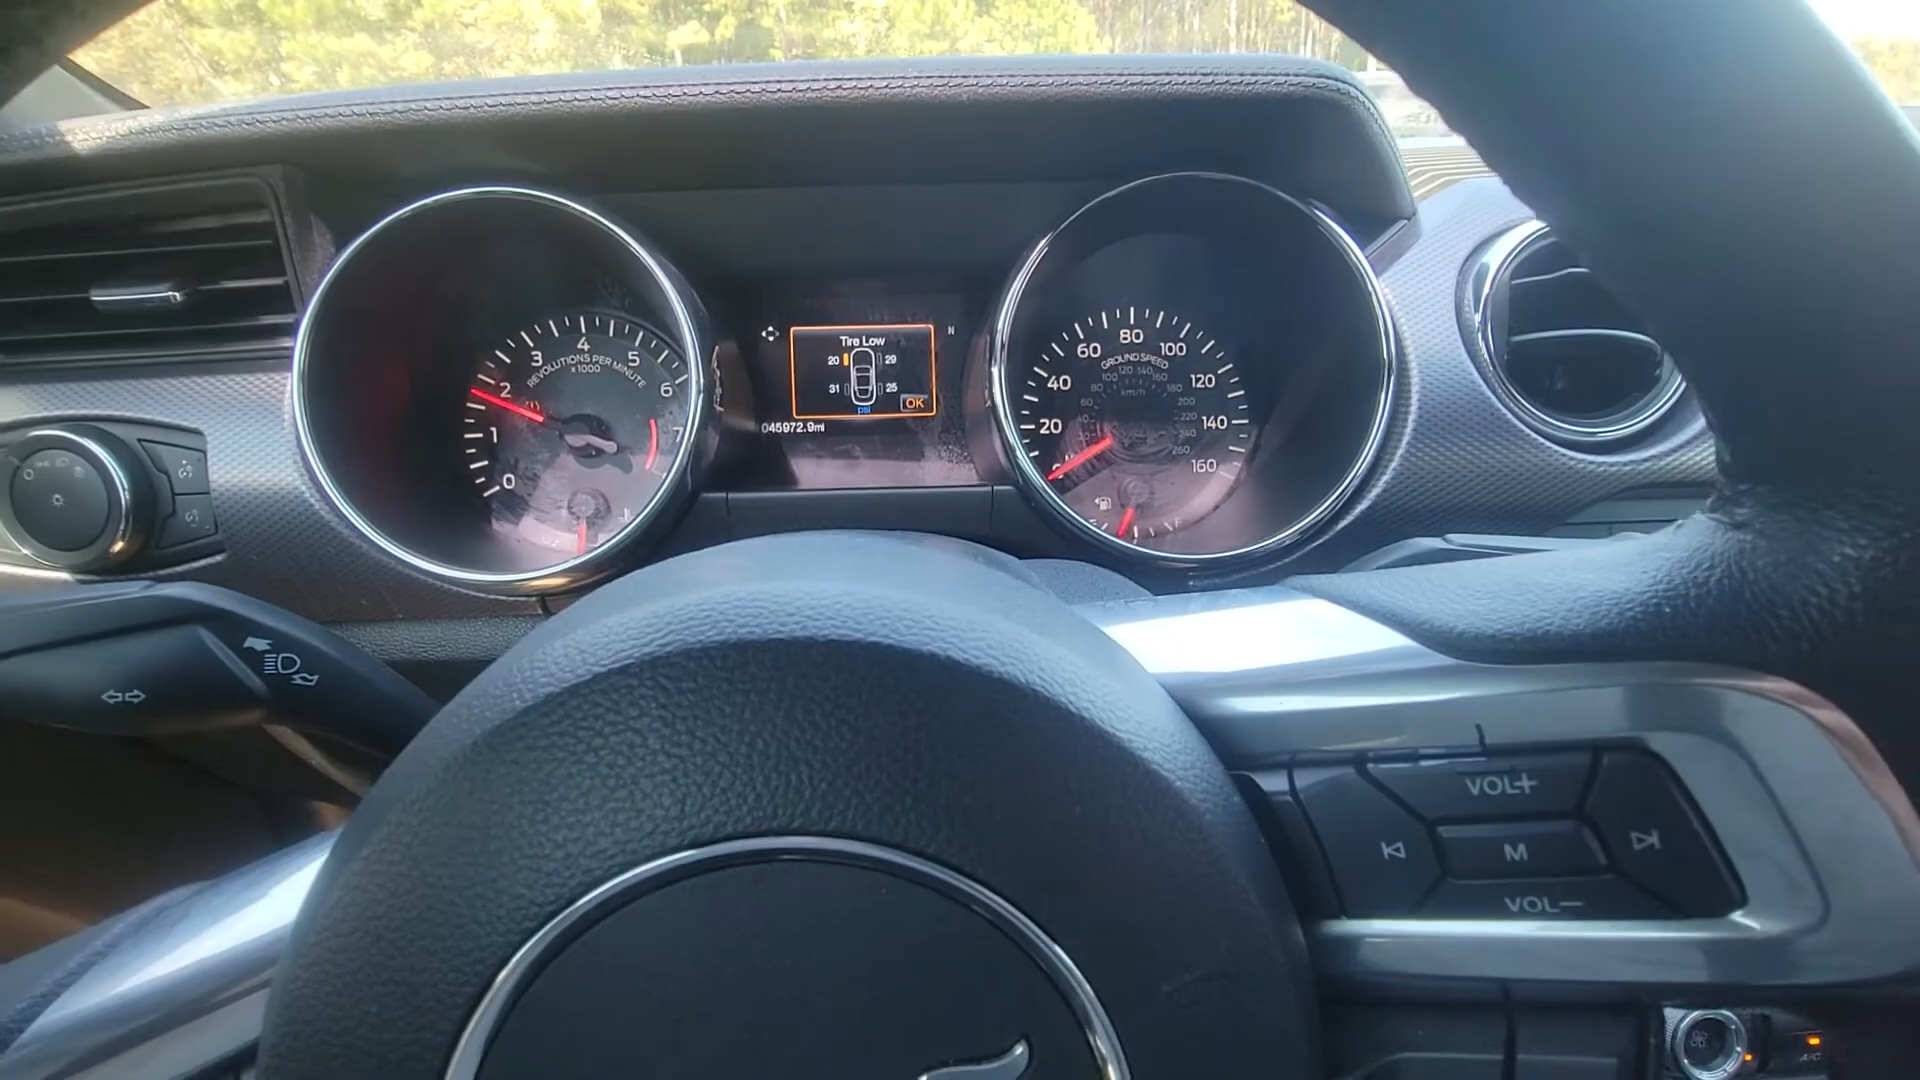 Tire Low
20 29
31 25
psi
OK
N
045972.9mi
0 1 2 3 4 5 6 7
REVOLUTIONS PER MINUTE
x1000
20 40 60 80 100 120 140 160
GROUND SPEED
60 80 100 120 140 160 180 200 220 240 260
km/h
F
VOL+
M
VOL−
A/C